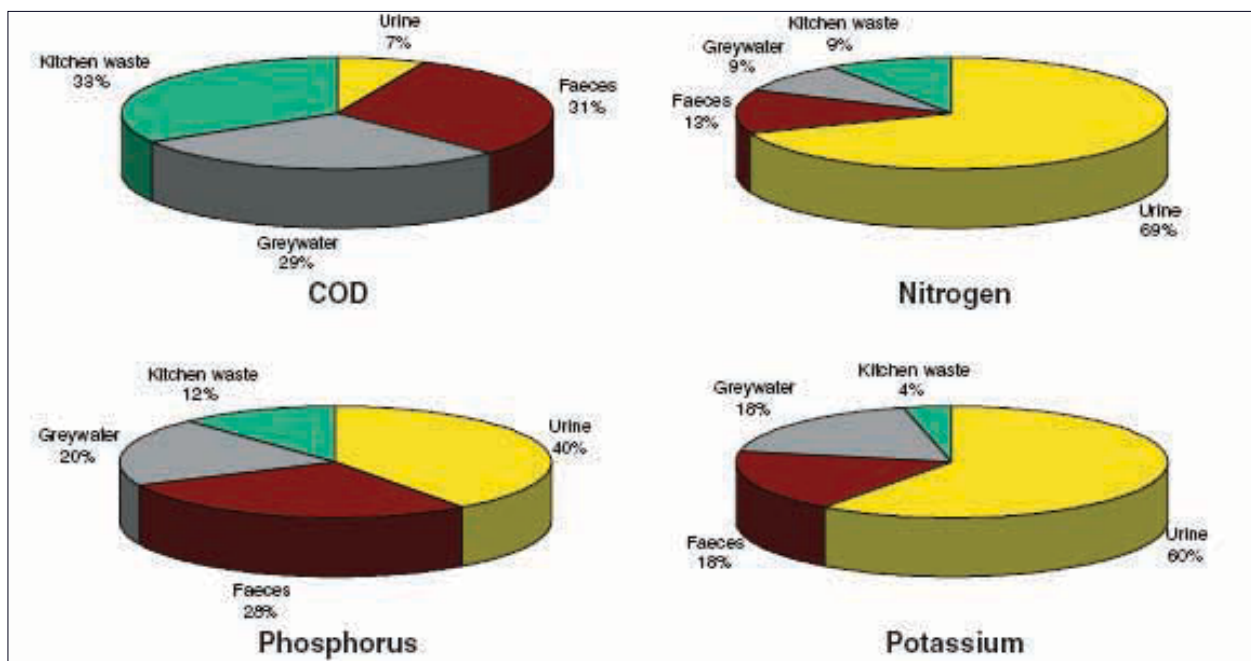 Urine
7%
Kitchen waste
33%
Faeces
31%
Greywater
29%
COD
Kitchen waste
9%
Greywater
9%
Faeces
13%
Urine
69%
Nitrogen
Kitchen waste
12%
Greywater
20%
Urine
40%
Faeces
28%
Phosphorus
Kitchen waste
4%
Greywater
18%
Faeces
18%
Urine
60%
Potassium